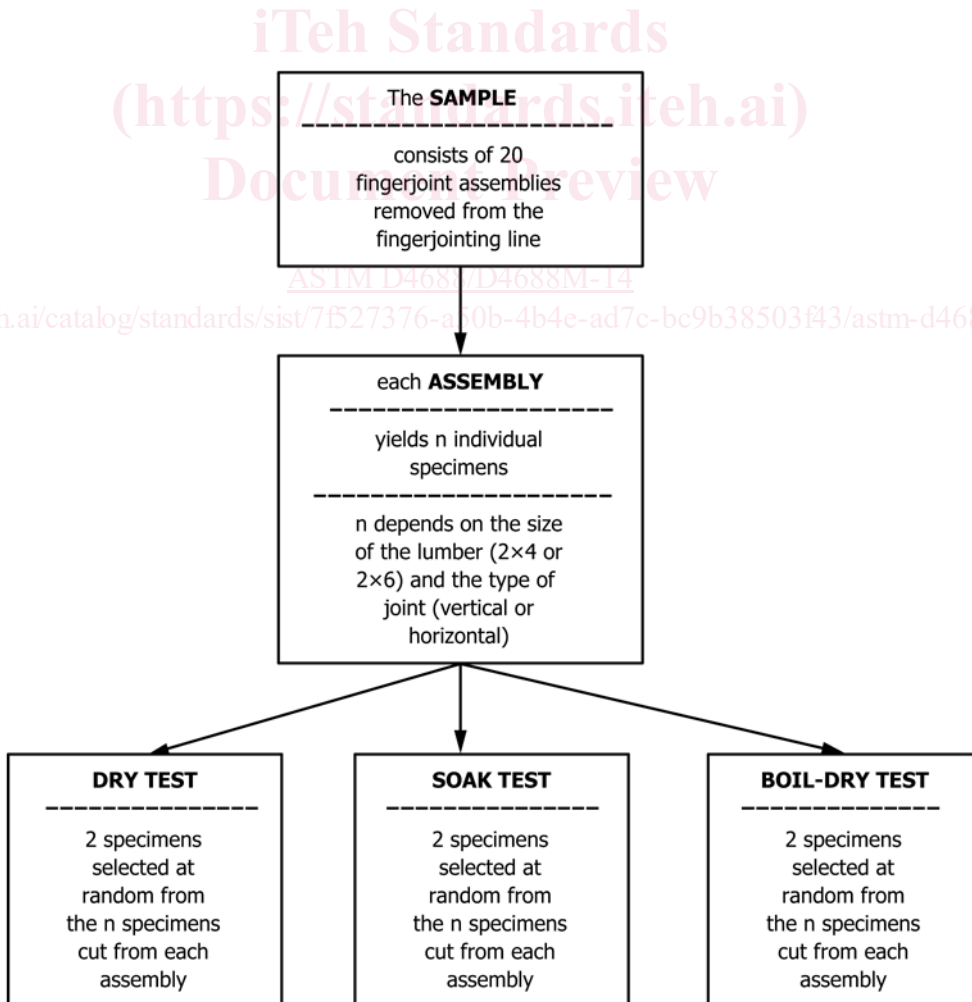 iTeh Standards
(https://standards.iteh.ai)
Document Preview
The SAMPLE
consists of 20
fingerjoint assemblies
removed from the
fingerjointing line
ASTM D4688/D4688M-14
n.ai/catalog/standards/sist/7f527376-a50b-4b4e-ad7c-bc9b38503f43/astm-d468
each ASSEMBLY
yields n individual
specimens
n depends on the size
of the lumber (2×4 or
2×6) and the type of
joint (vertical or
horizontal)
DRY TEST
2 specimens
selected at
random from
the n specimens
cut from each
assembly
SOAK TEST
2 specimens
selected at
random from
the n specimens
cut from each
assembly
BOIL-DRY TEST
2 specimens
selected at
random from
the n specimens
cut from each
assembly